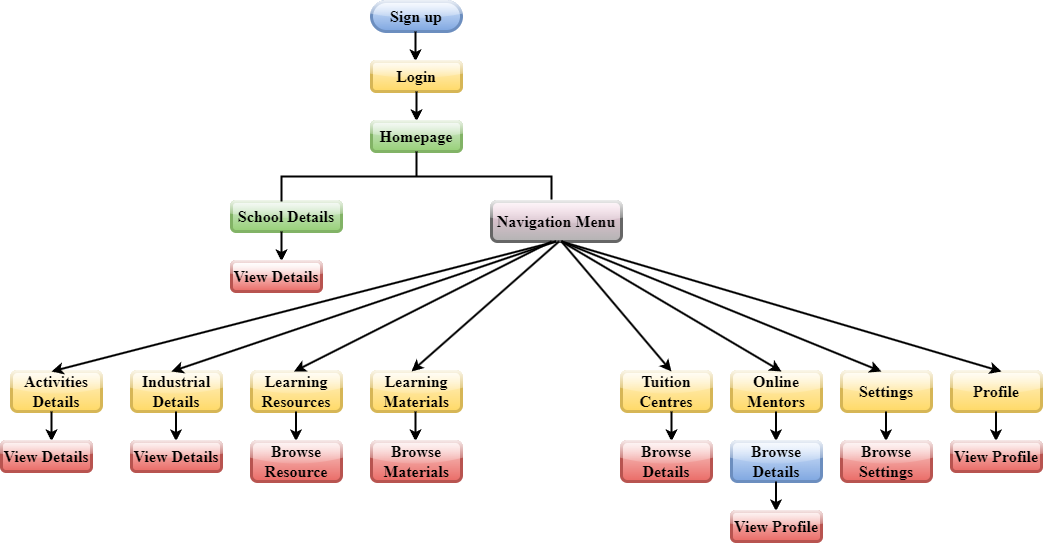 Sign up
Login
Homepage
School Details
Navigation Menu
View Details
Activities
Details
Industrial
Details
Learning
Resources
Learning
Materials
Tuition
Centres
Online
Mentors
Settings
Profile
View Details
View Details
Browse
Resource
Browse
Materials
Browse
Details
Browse
Details
Browse
Settings
View Profile
View Profile